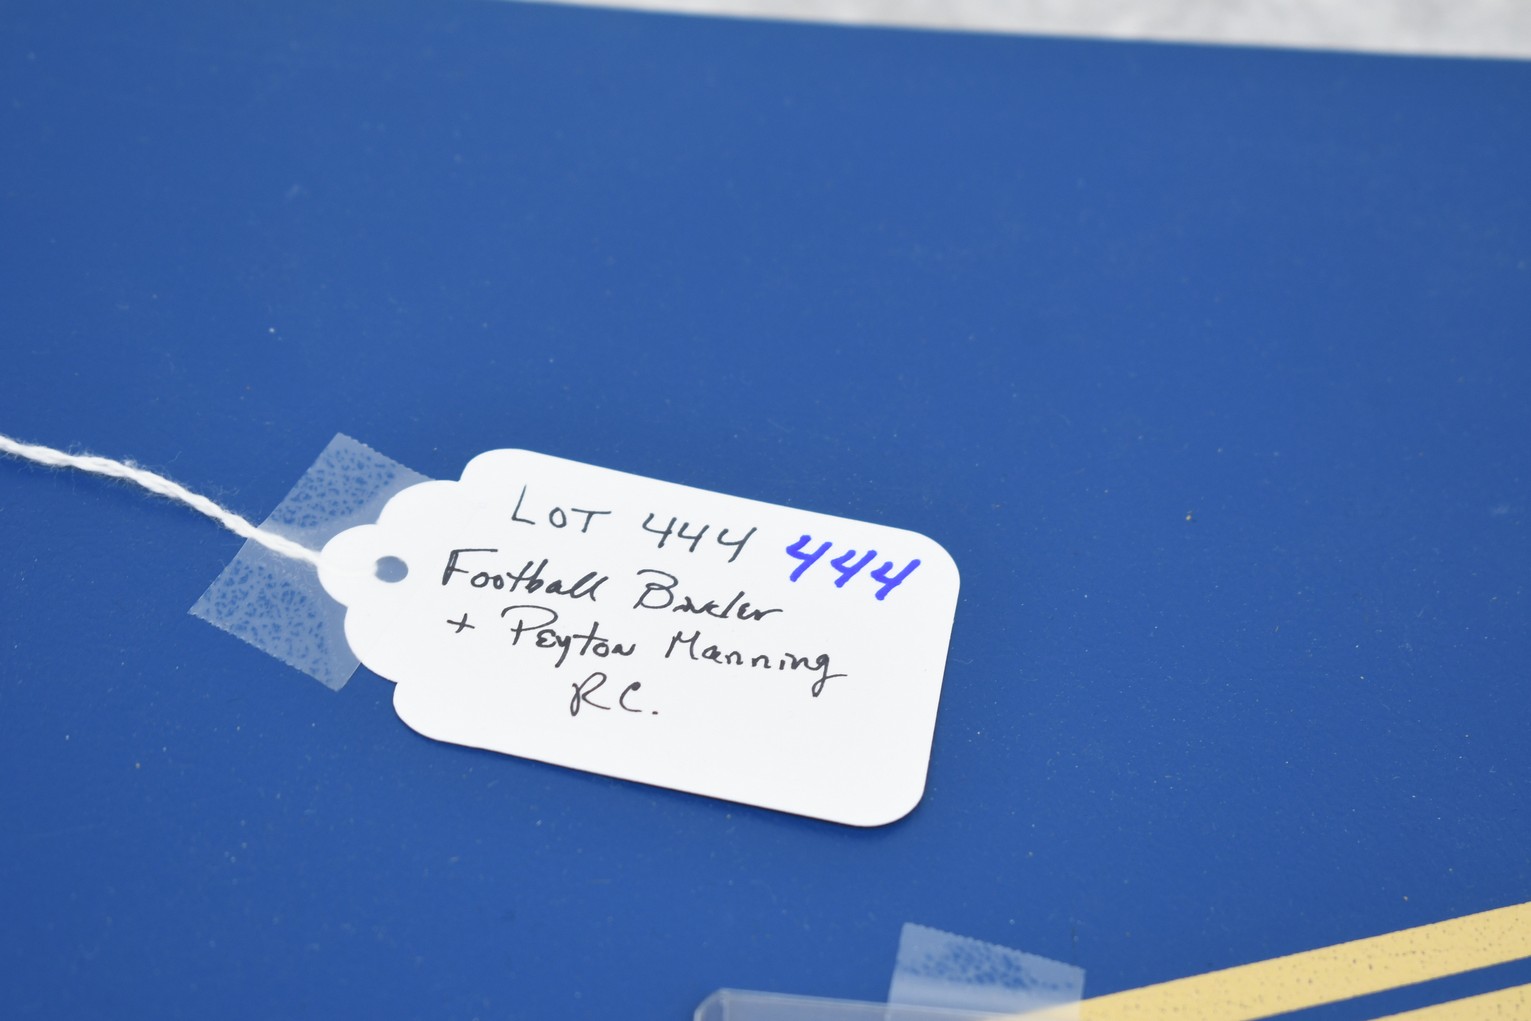 LOT 444 444
Football Binder
+ Peyton Manning
RC.